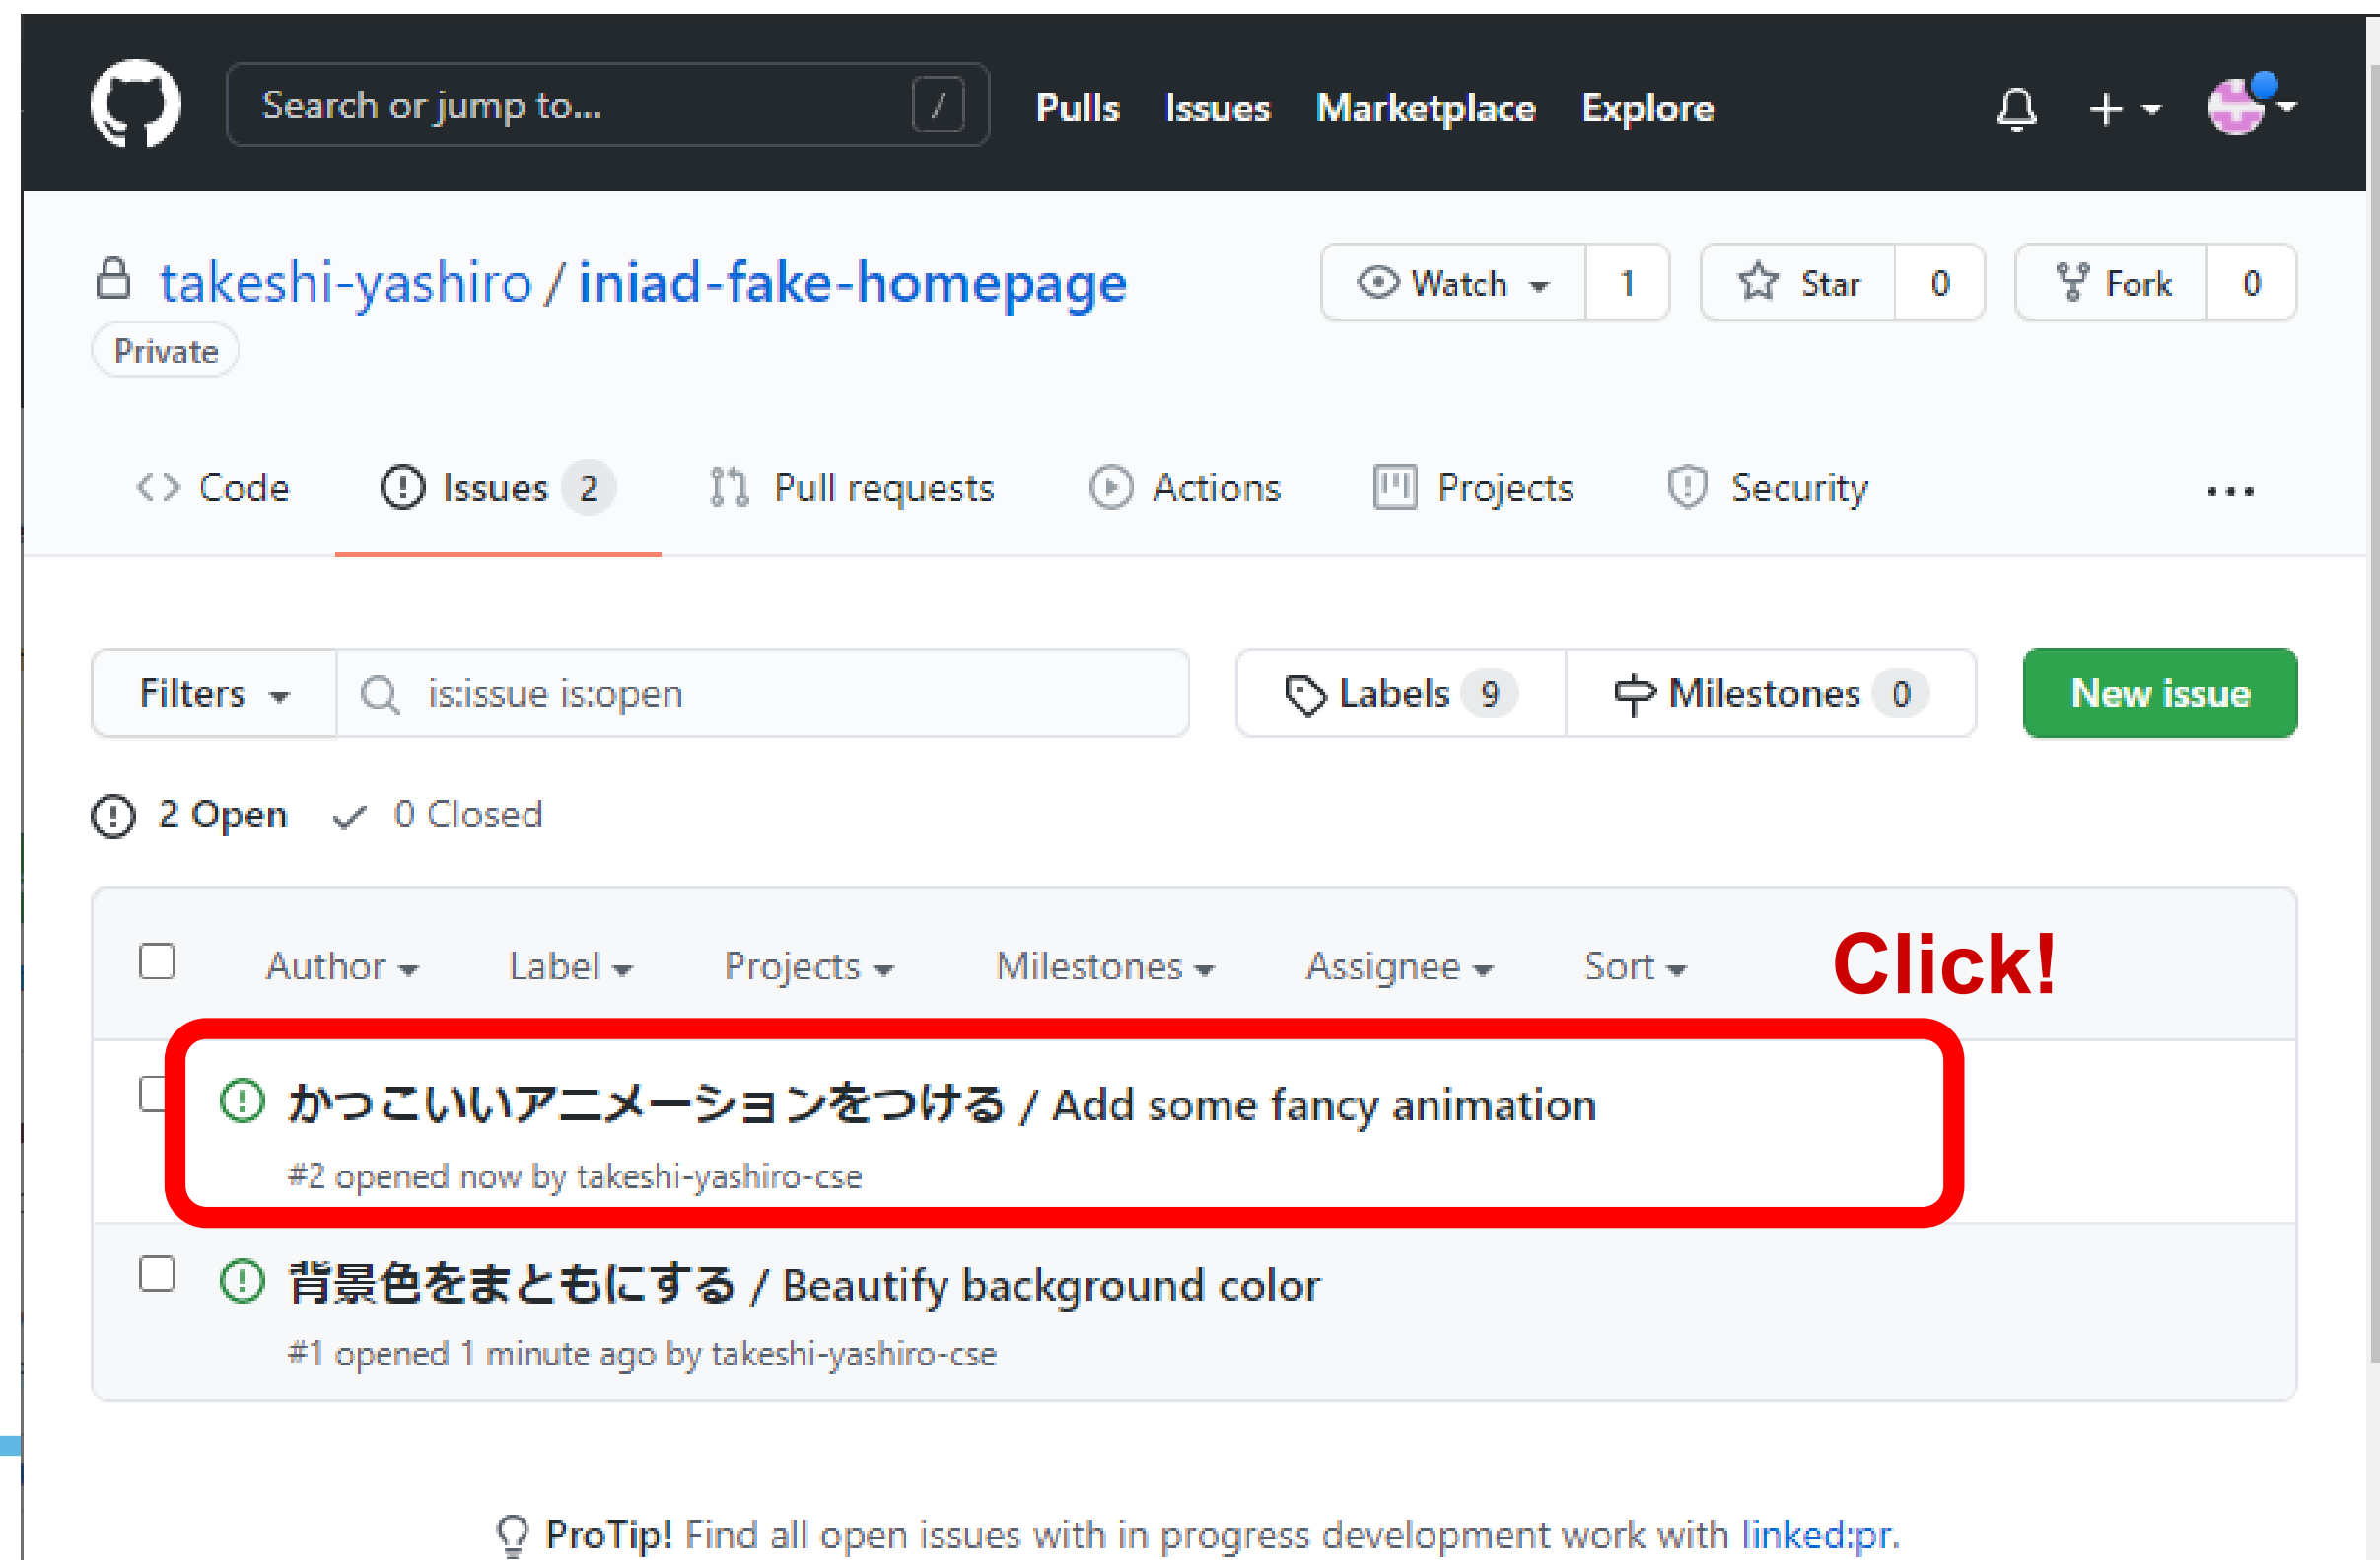 Search or jump to... / Pulls Issues Marketplace Explore
takeshi-yashiro / iniad-fake-homepage
Watch 1 Star 0 Fork 0
Private
Code Issues 2 Pull requests Actions Projects Security ...
Filters is:issue is:open Labels 9 Milestones 0 New issue
2 Open 0 Closed
Author Label Projects Milestones Assignee Sort Click!
かっこいいアニメーションをつける / Add some fancy animation
#2 opened now by takeshi-yashiro-cse
背景色をまともにする / Beautify background color
#1 opened 1 minute ago by takeshi-yashiro-cse
ProTip! Find all open issues with in progress development work with linked:pr.